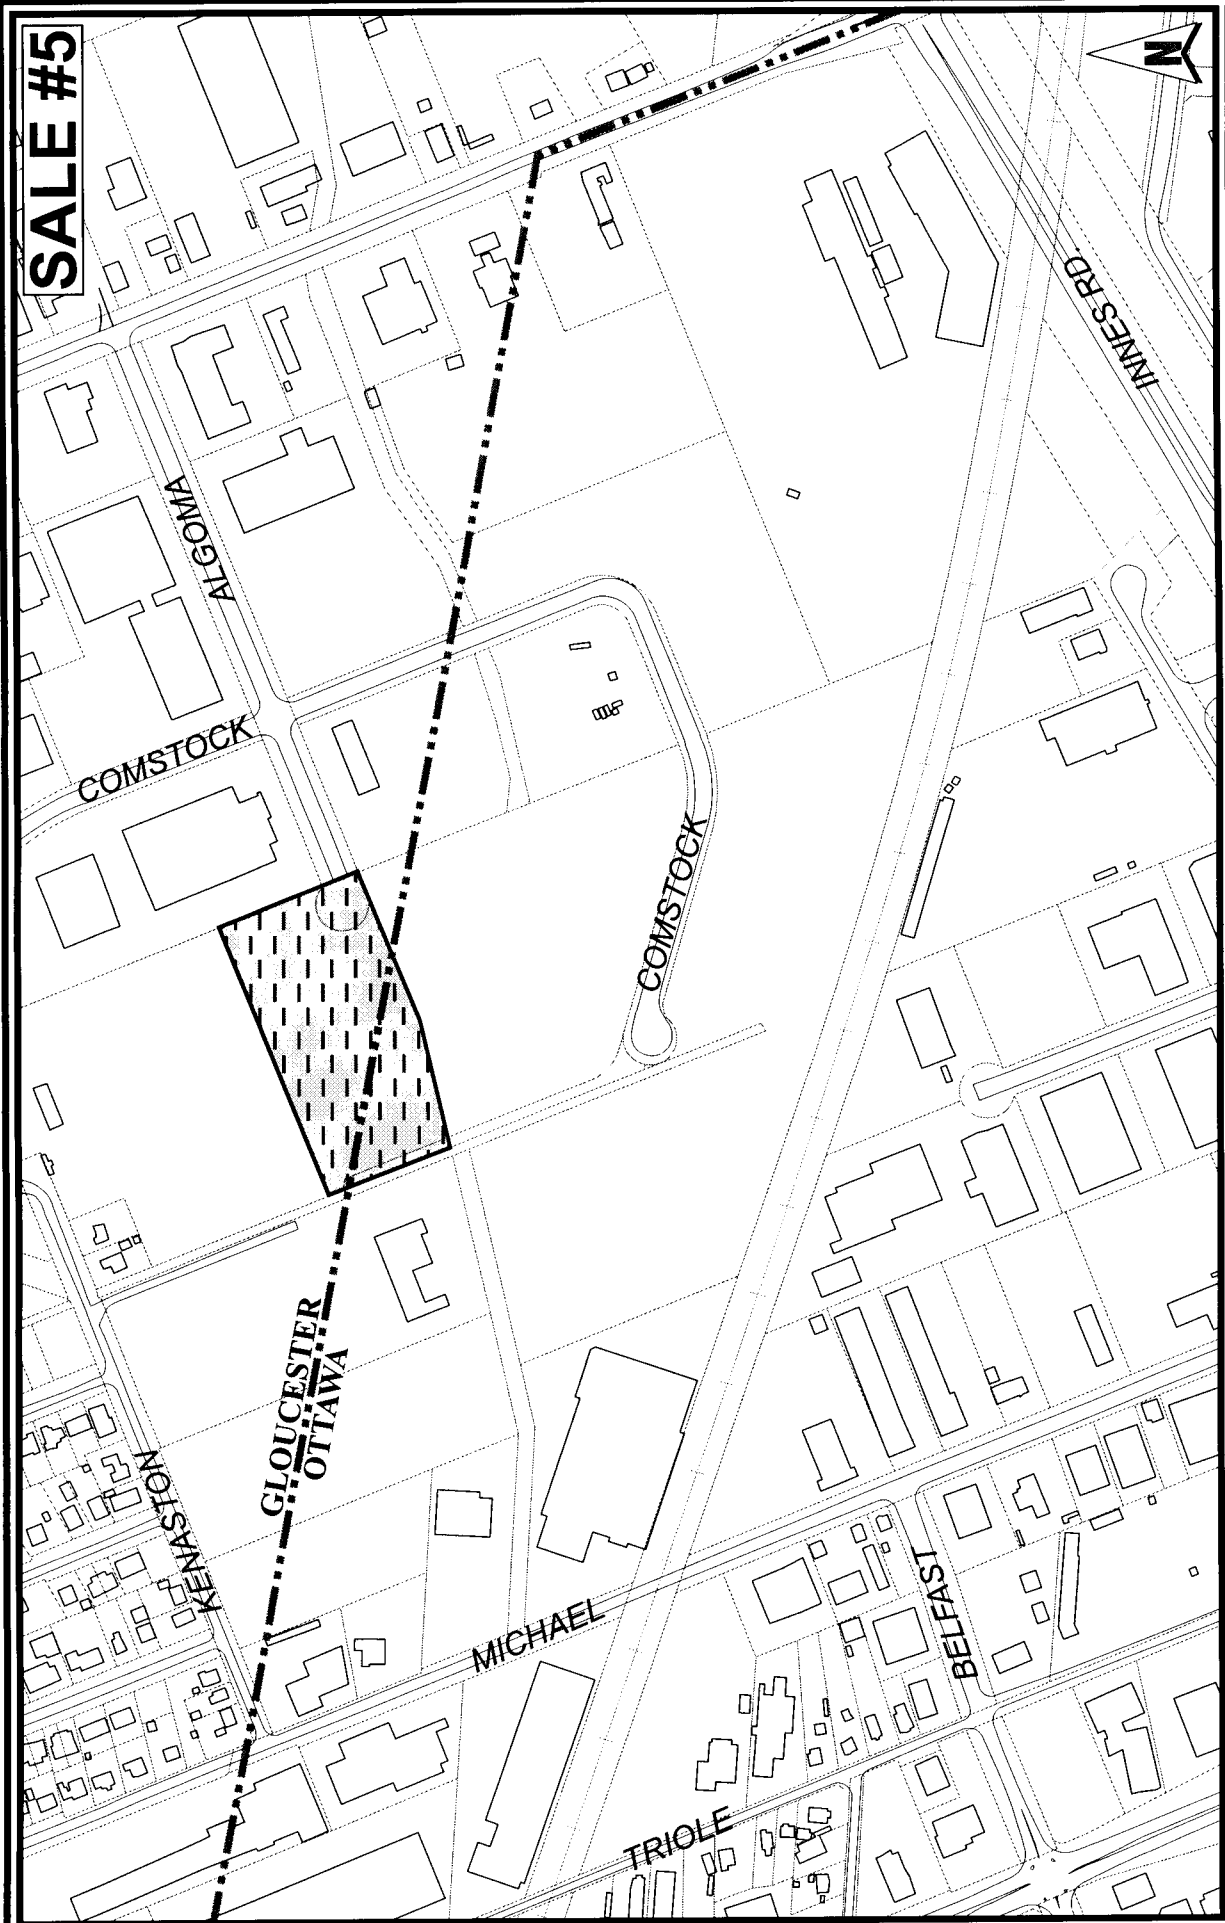 SALE #5
N
INNES RD.
ALGOMA
COMSTOCK
COMSTOCK
GLOUCESTER
OTTAWA
KENASTON
MICHAEL
BELFAST
TRIOLE